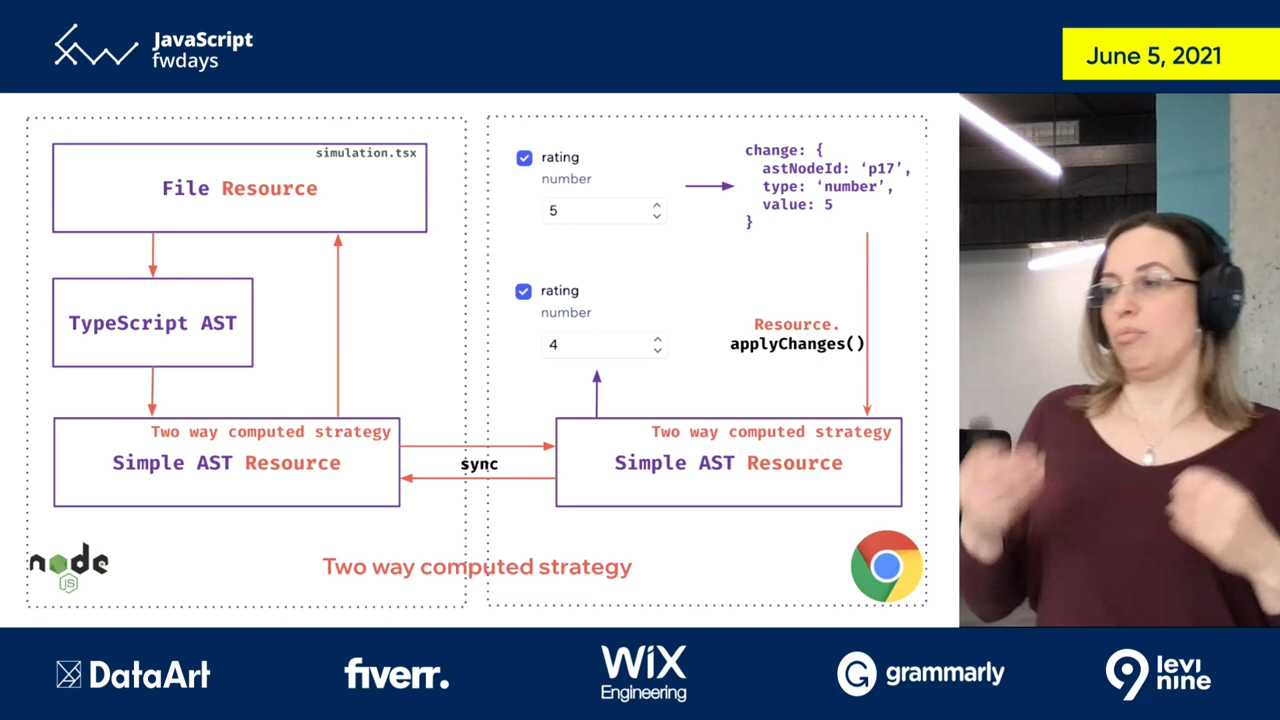 JavaScript
fwdays
June 5, 2021
simulation.tsx
File Resource
TypeScript AST
Two way computed strategy
Simple AST Resource
sync
rating
number
5
change: {
astNodeId: ‘p17’,
type: ‘number’,
value: 5
}
rating
number
4
Resource.
applyChanges()
Two way computed strategy
Simple AST Resource
node
JS
Two way computed strategy
DataArt
fiverr.
WiX
Engineering
G grammarly
9 levi
nine